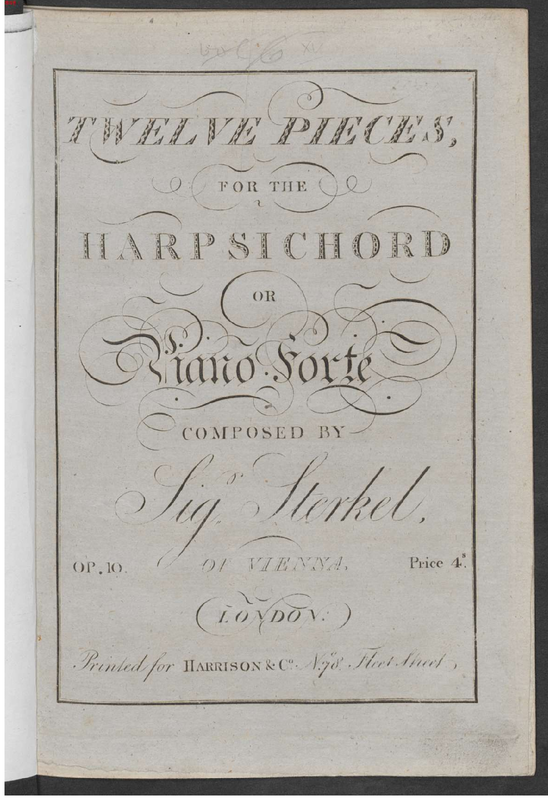 TWELVE PIECES,
FOR THE
HARPSICHORD
OR
Piano Forte
COMPOSED BY
Sigr. Sterkel,
OP. 10. Of VIENNA. Price 4s.
(LONDON:)
Printed for HARRISON & Co. No. 78 Fleet Street,